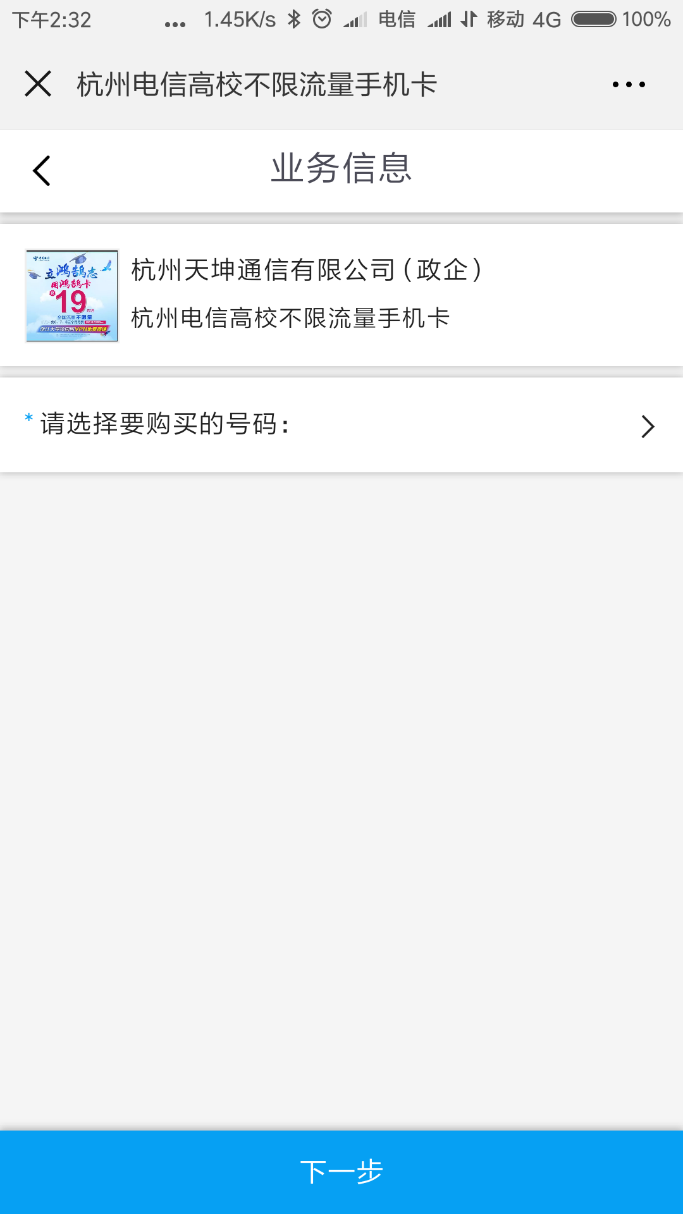 下午2:32 ... 1.45K/s 电信 移动 4G 100%
杭州电信高校不限流量手机卡
业务信息
立鸿鹄志
用鸿鹄卡
19
杭州天坤通信有限公司(政企)
杭州电信高校不限流量手机卡
*请选择要购买的号码:
下一步